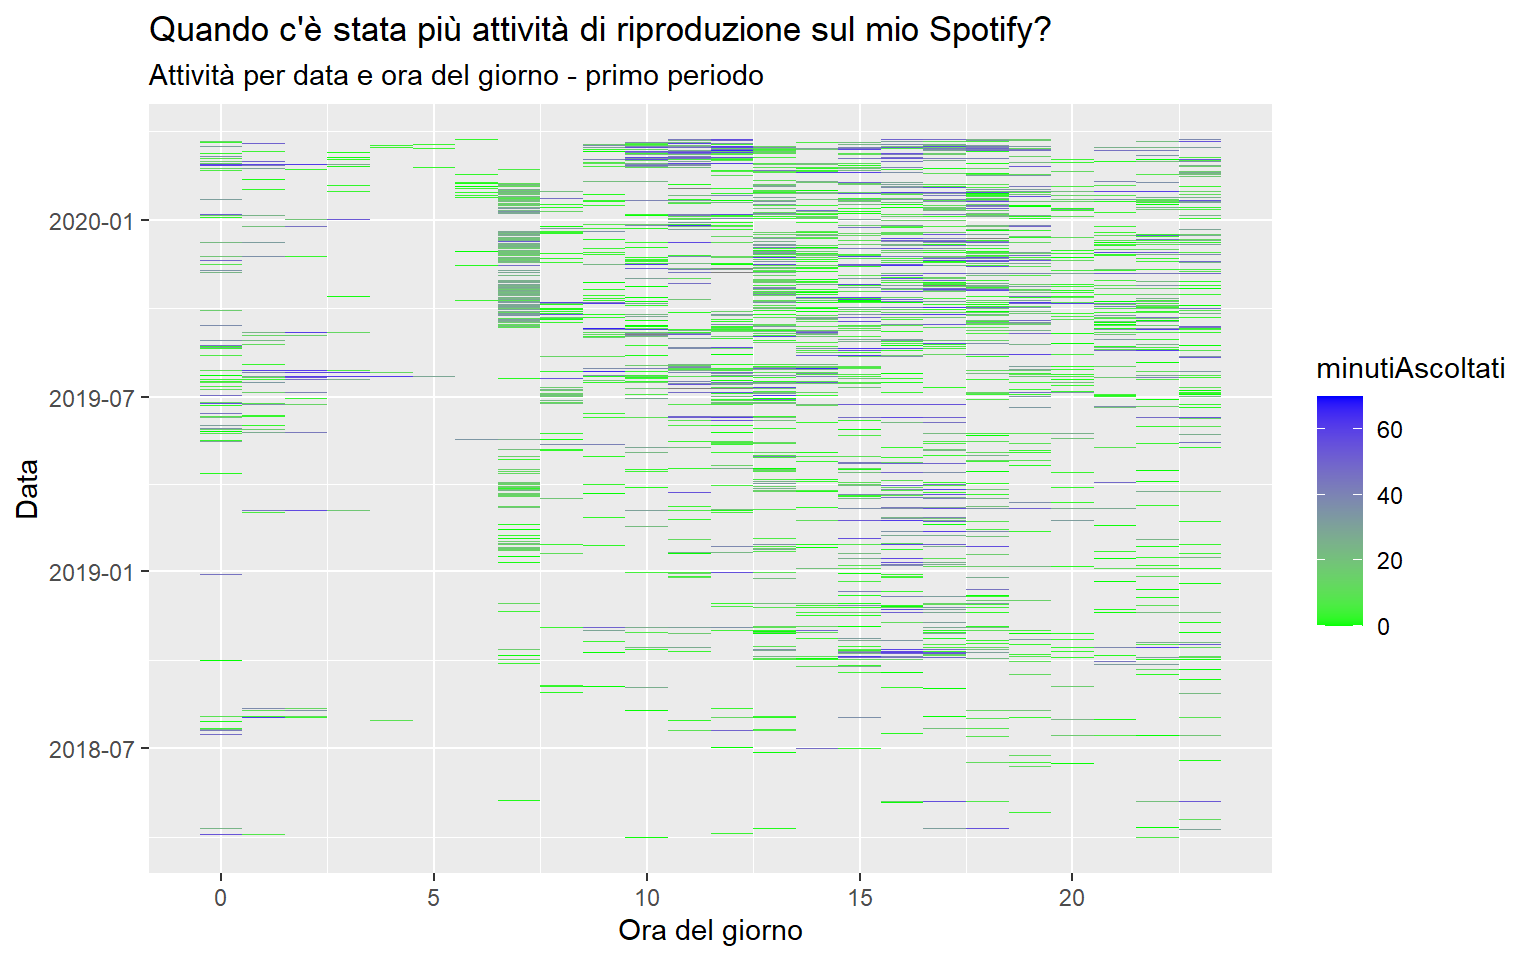 Quando c'è stata più attività di riproduzione sul mio Spotify?
Attività per data e ora del giorno - primo periodo
2020-01
2019-07
2019-01
2018-07
Data
0 5 10 15 20
Ora del giorno
minutiAscoltati
60
40
20
0